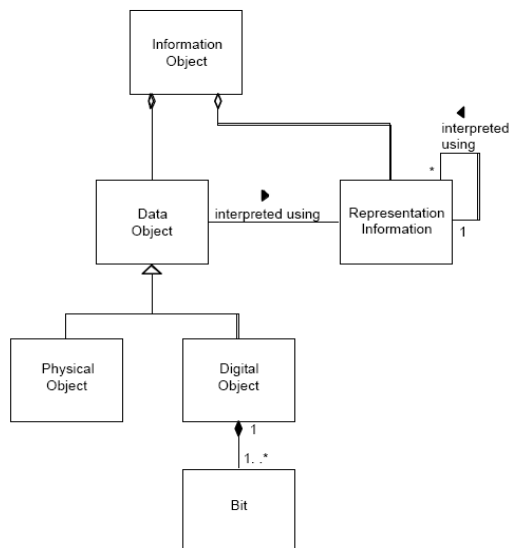 Information
Object
interpreted
using
*
Data
Object
interpreted using
Representation
Information
1
Physical
Object
Digital
Object
1
1. .*
Bit